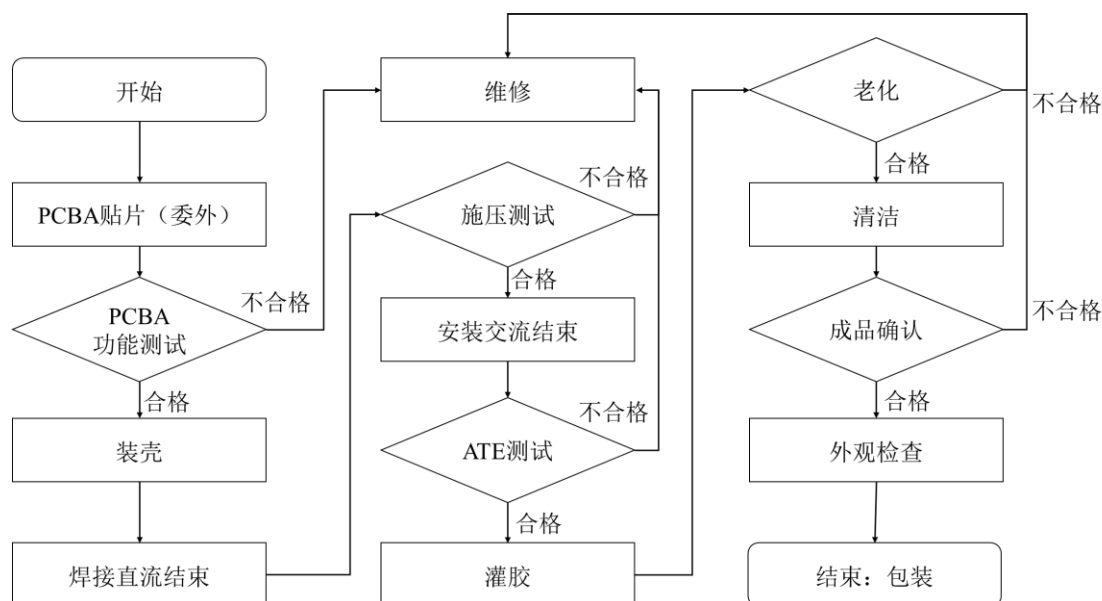 开始
PCBA贴片（委外）
PCBA
功能测试
不合格
合格
装壳
焊接直流结束
维修
施压测试
不合格
合格
安装交流结束
ATE测试
不合格
合格
灌胶
老化
不合格
合格
清洁
成品确认
不合格
合格
外观检查
结束：包装